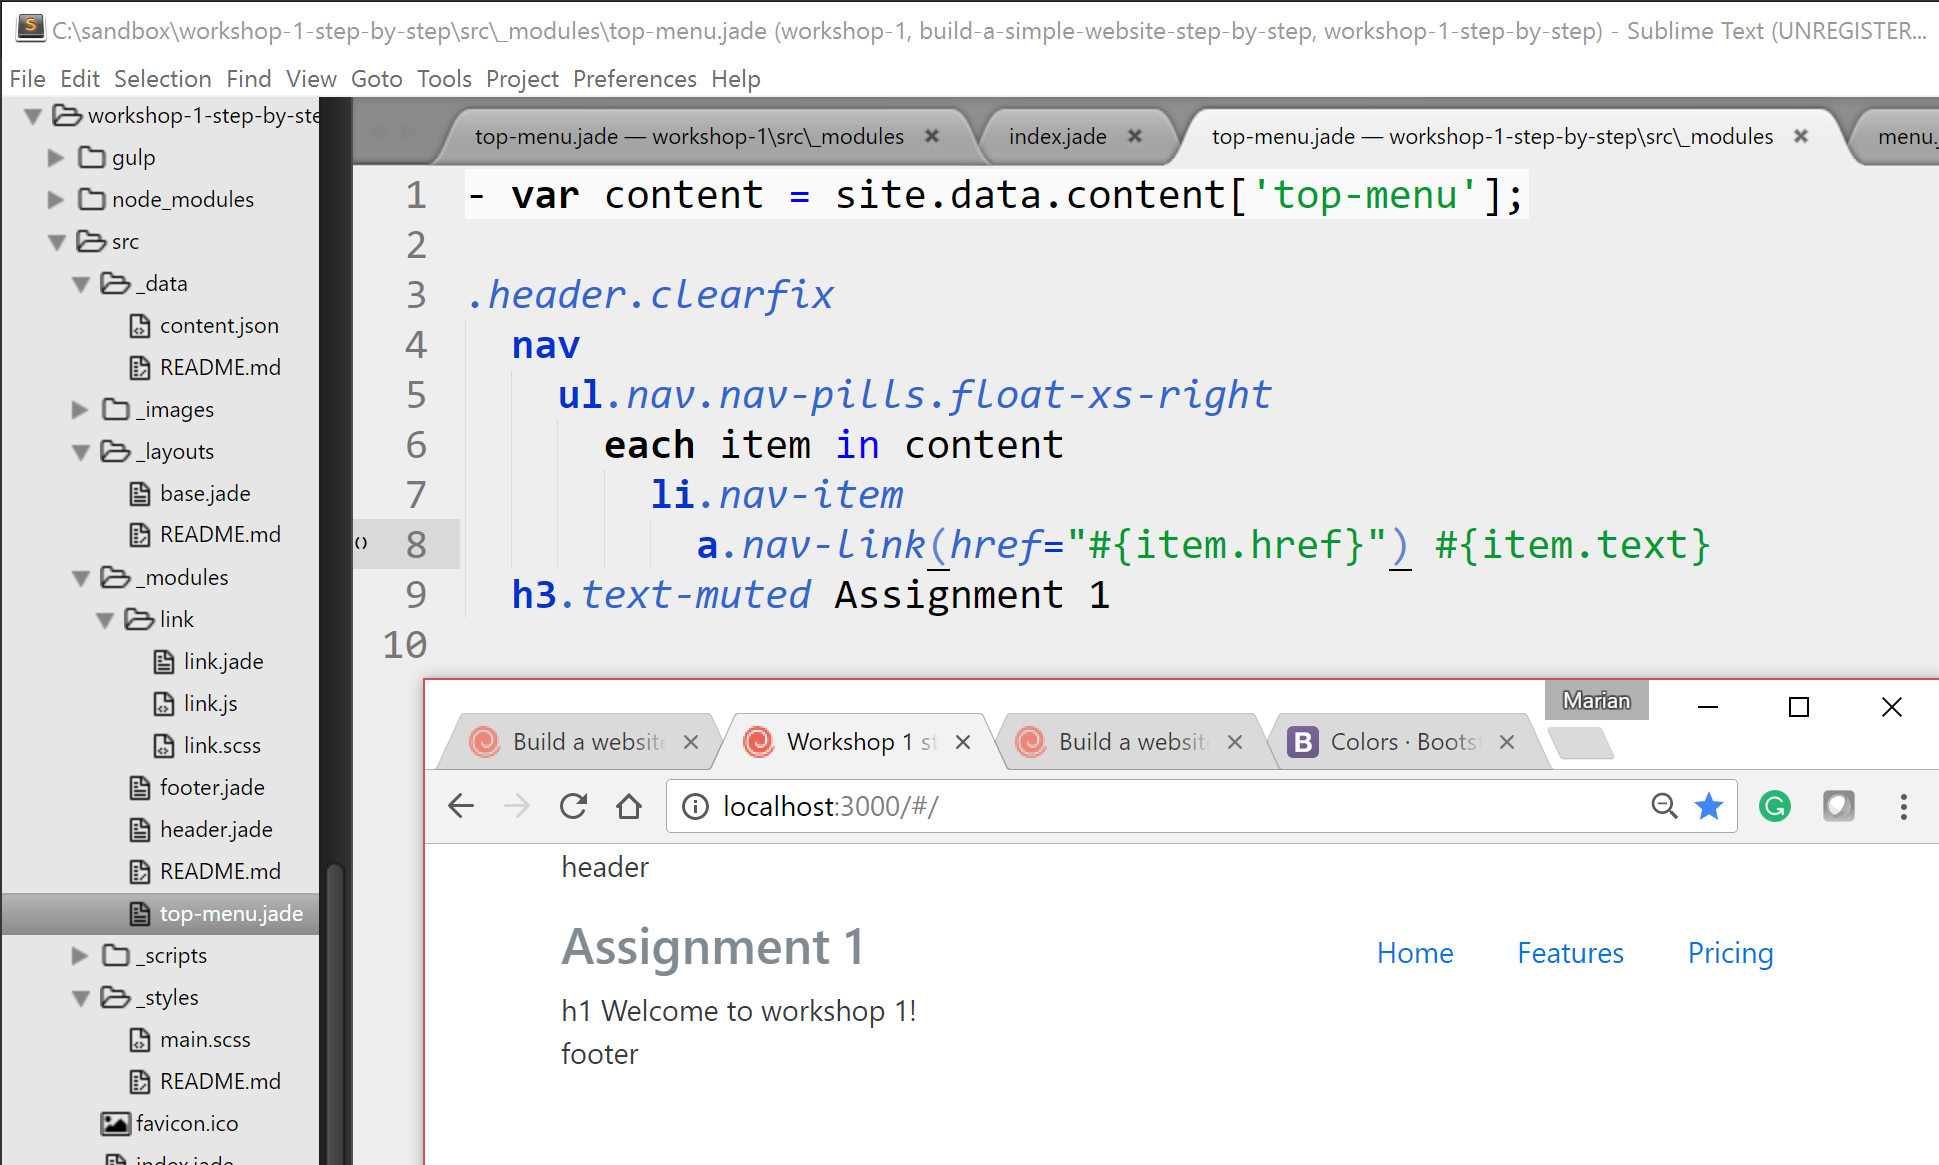 C:\sandbox\workshop-1-step-by-step\src\_modules\top-menu.jade (workshop-1, build-a-simple-website-step-by-step, workshop-1-step-by-step) - Sublime Text (UNREGISTER...
File Edit Selection Find View Goto Tools Project Preferences Help
workshop-1-step-by-ste
gulp
node_modules
src
_data
content.json
README.md
_images
_layouts
base.jade
README.md
_modules
link
link.jade
link.js
link.scss
footer.jade
header.jade
README.md
top-menu.jade
_scripts
_styles
main.scss
README.md
favicon.ico
index.jade
top-menu.jade — workshop-1\src\_modules
index.jade
top-menu.jade — workshop-1-step-by-step\src\_modules
menu.
1 - var content = site.data.content['top-menu'];
2
3 .header.clearfix
4 nav
5 ul.nav.nav-pills.float-xs-right
6 each item in content
7 li.nav-item
8 a.nav-link(href="#{item.href}") #{item.text}
9 h3.text-muted Assignment 1
10
Marian
Build a website
Workshop 1 st
Build a website
Colors · Boots
localhost:3000/#/
header
Assignment 1
Home Features Pricing
h1 Welcome to workshop 1!
footer